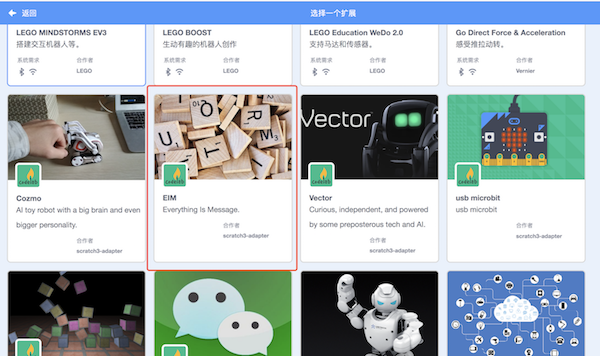 返回
选择一个扩展
LEGO MINDSTORMS EV3
搭建交互机器人等。
系统需求
合作者
LEGO
LEGO BOOST
生动有趣的机器人创作
系统需求
合作者
LEGO
LEGO Education WeDo 2.0
支持马达和传感器。
系统需求
合作者
LEGO
Go Direct Force & Acceleration
感受推拉动转。
系统需求
合作者
Vernier
codelab
Cozmo
AI toy robot with a big brain and even
bigger personality.
合作者
scratch3-adapter
codelab
EIM
Everything Is Message.
合作者
scratch3-adapter
Vector
codelab
Vector
Curious, independent, and powered
by some preposterous tech and AI.
合作者
scratch3-adapter
codelab
usb microbit
usb microbit
合作者
scratch3-adapter